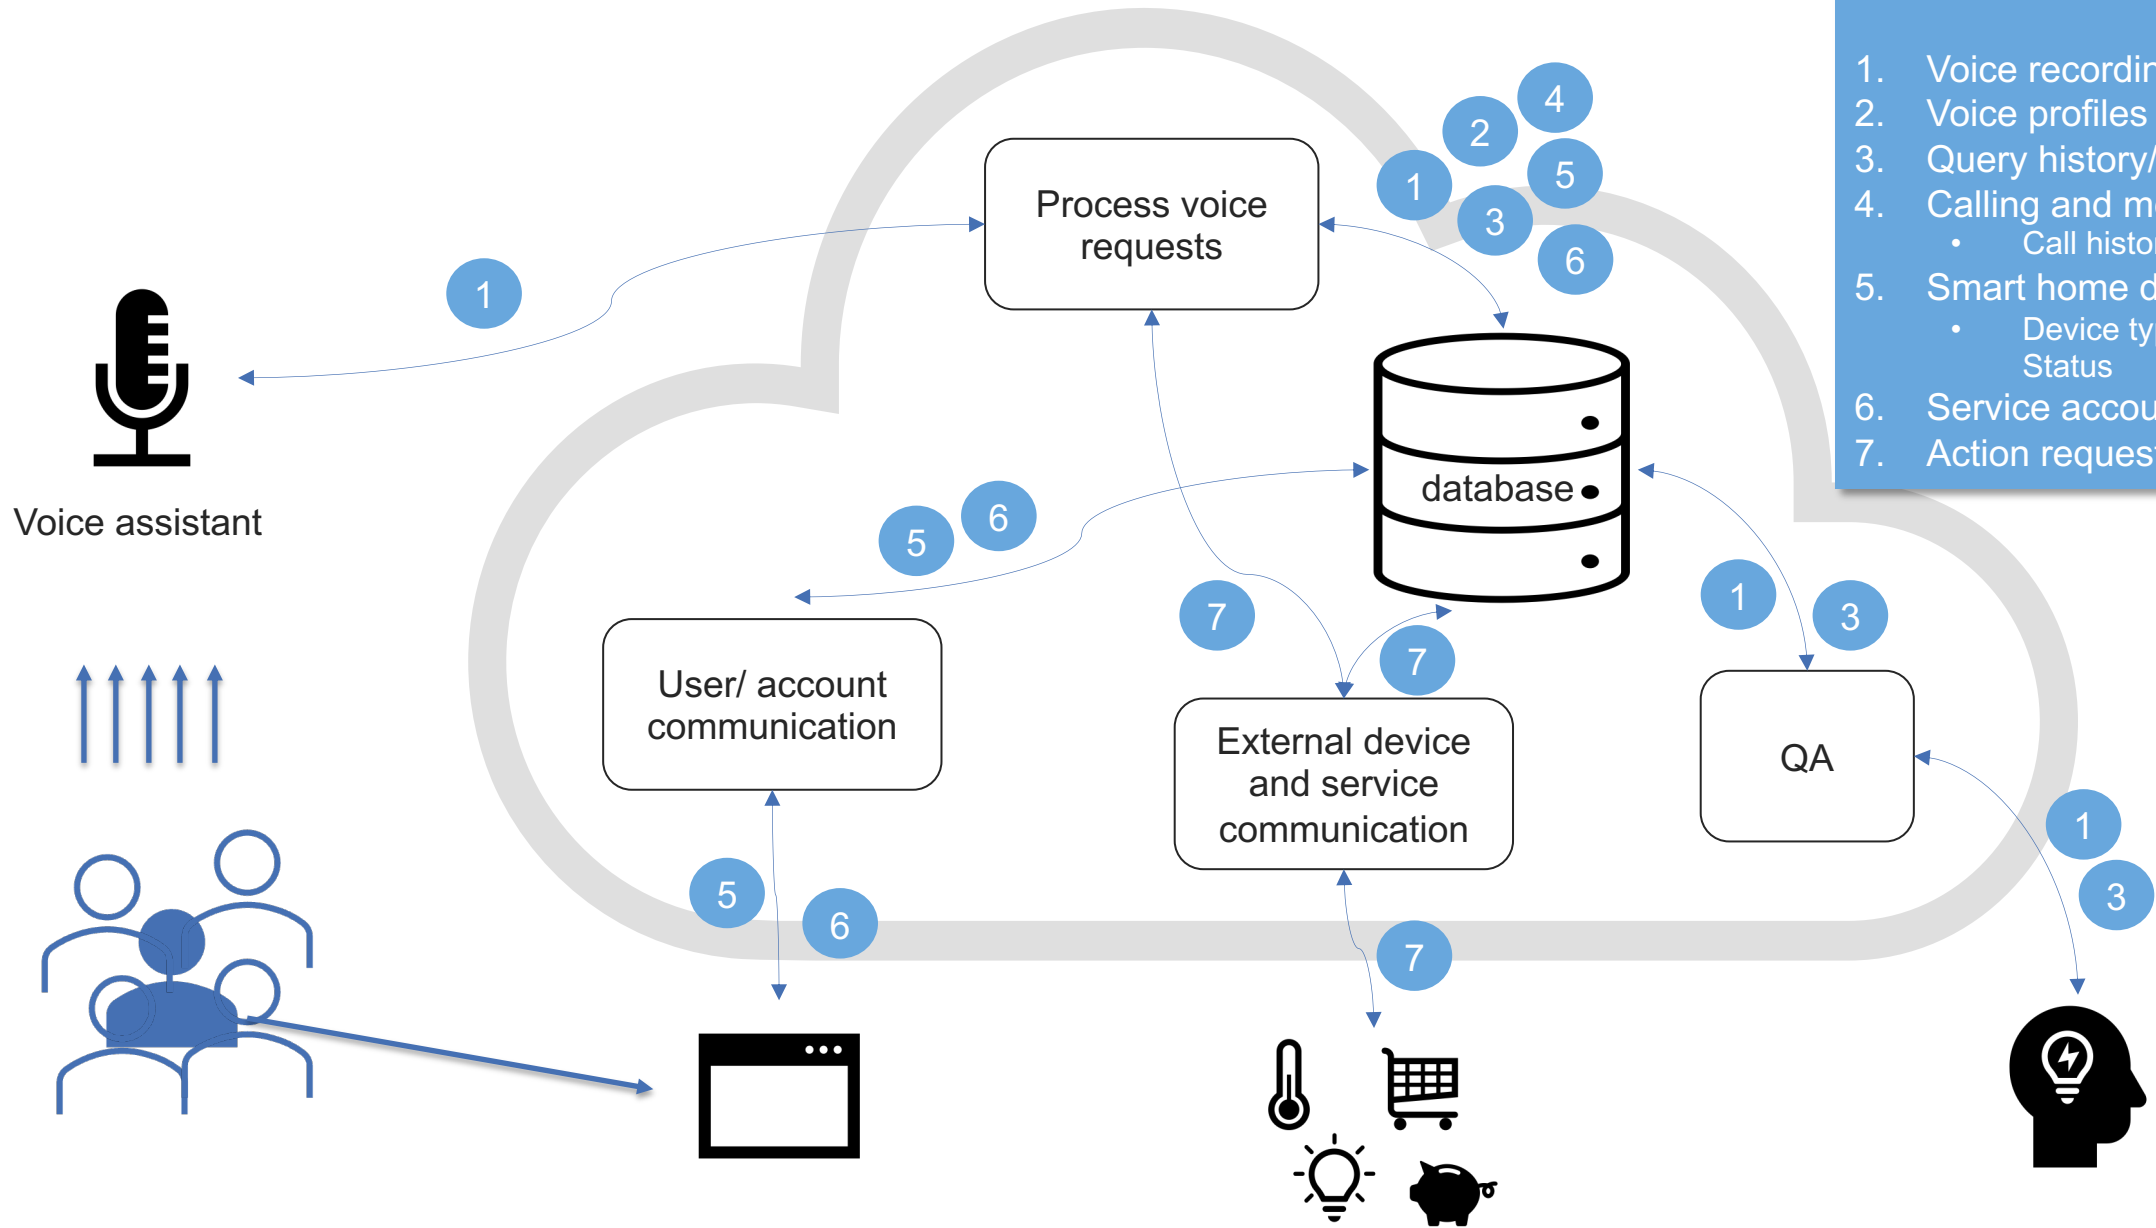 1. Voice recordin
2. Voice profiles
3. Query history/
4. Calling and m
• Call histor
5. Smart home d
• Device ty
Status
6. Service accou
7. Action reques
4
2
5
1
3
6
Process voice
requests
1
database
Voice assistant
6
5
7
1
3
7
User/ account
communication
External device
and service
communication
QA
1
5
3
6
7